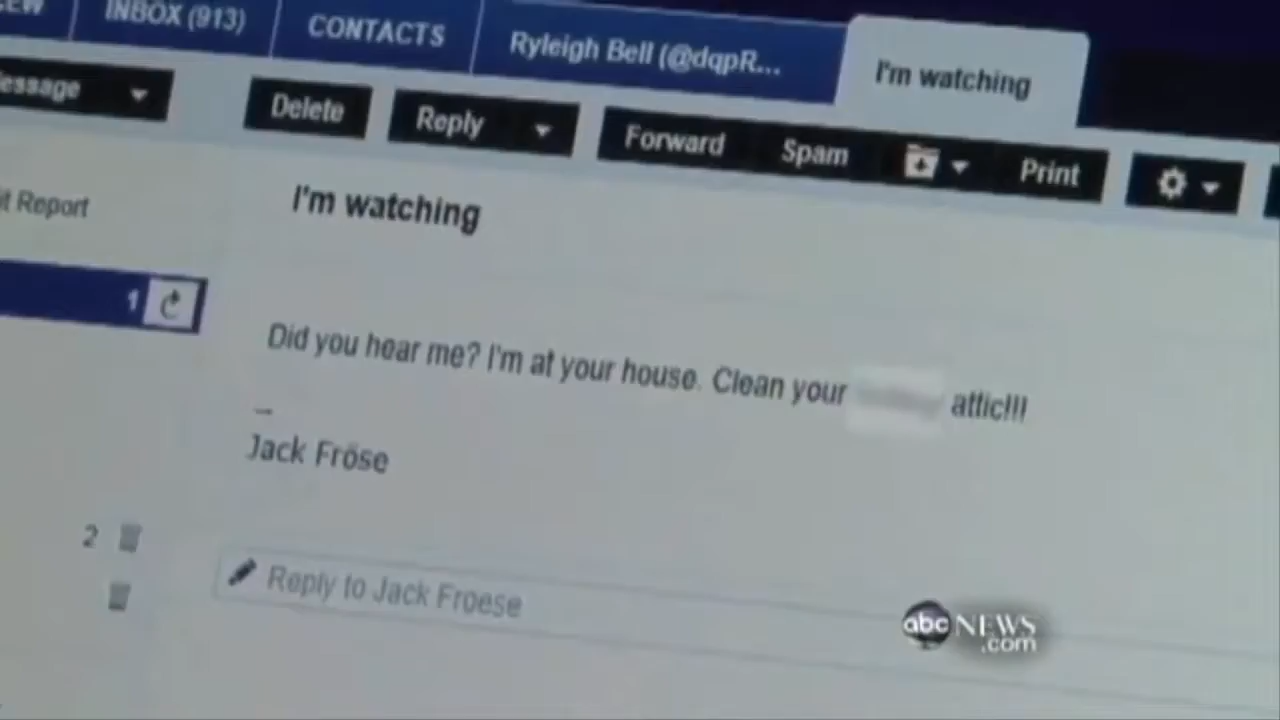 INBOX (913)
CONTACTS
Ryleigh Bell (@dqpR...
I'm watching
Delete
Reply
Forward
Spam
Print
it Report
I'm watching
1
Did you hear me? I'm at your house. Clean your attic!!!
--
Jack Fröse
2
Reply to Jack Froese
abc NEWS
.com